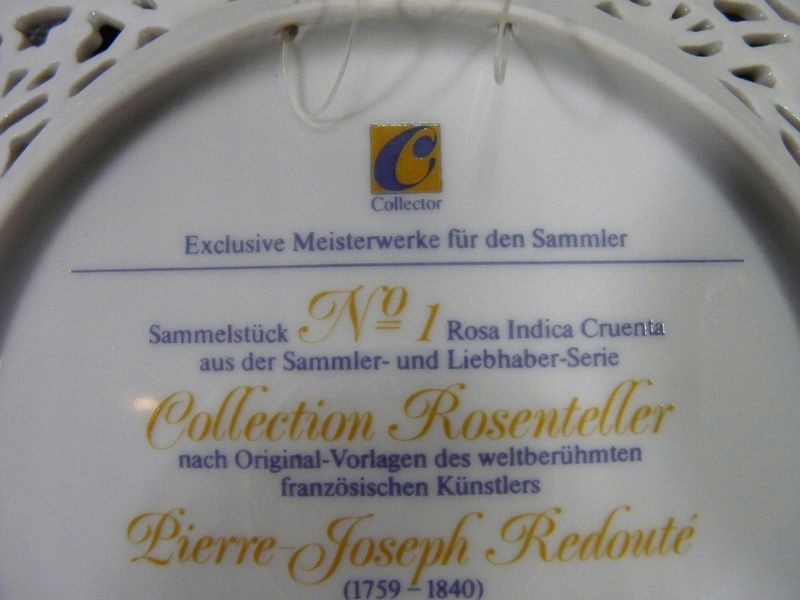 C
Collector
Exclusive Meisterwerke für den Sammler
Sammelstück No 1 Rosa Indica Cruenta
aus der Sammler- und Liebhaber-Serie
Collection Rosenteller
nach Original-Vorlagen des weltberühmten
französischen Künstlers
Pierre-Joseph Redouté
(1759 – 1840)